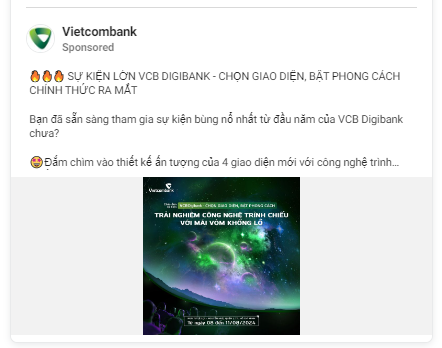 Vietcombank
Sponsored
🔥🔥🔥 SỰ KIỆN LỚN VCB DIGIBANK - CHỌN GIAO DIỆN, BẬT PHONG CÁCH
CHÍNH THỨC RA MẮT
Bạn đã sẵn sàng tham gia sự kiện bùng nổ nhất từ đầu năm của VCB Digibank
chưa?
🤩Đắm chìm vào thiết kế ấn tượng của 4 giao diện mới với công nghệ trình...
Vietcombank
VCB Digibank - CHỌN GIAO DIỆN, BẬT PHONG CÁCH
TRẢI NGHIỆM CÔNG NGHỆ TRÌNH CHIẾU
VỚI MÁI VÒM KHỔNG LỒ
Từ ngày 08 đến 11/08/2024